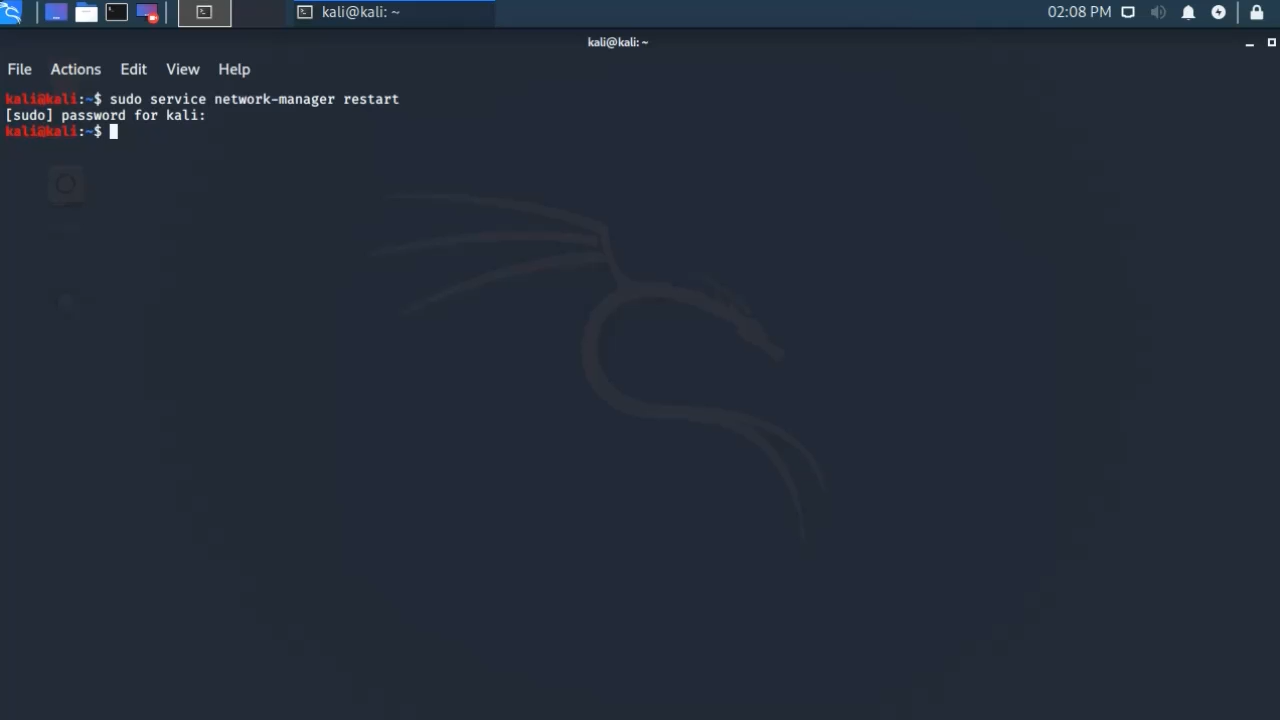 kali@kali: ~
02:08 PM
kali@kali: ~
File Actions Edit View Help
kali@kali:~$ sudo service network-manager restart
[sudo] password for kali:
kali@kali:~$